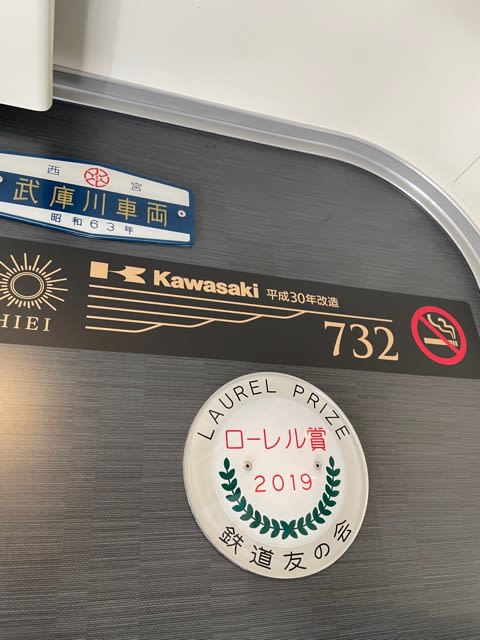 西宮
武庫川車両
昭和63年
HIEI
Kawasaki 平成30年改造
732
LAUREL PRIZE
ローレル賞
2019
鉄道友の会